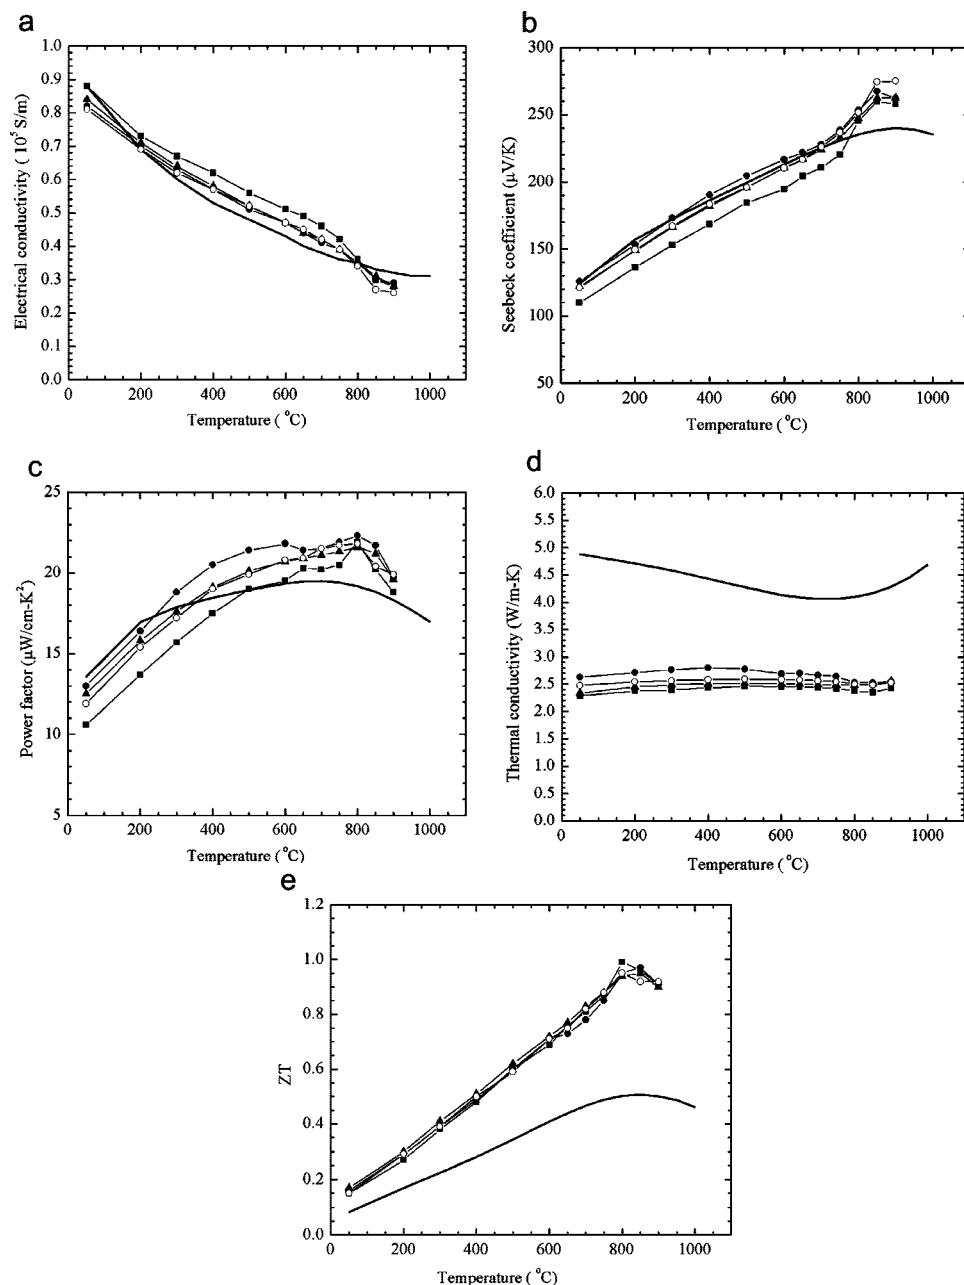 a
1.0
0.9
0.8
0.7
0.6
0.5
0.4
0.3
0.2
0.1
0.0
Electrical conductivity ( 10^5 S/m)
0 200 400 600 800 1000
Temperature ( °C)
b
300
250
200
150
100
50
Seebeck coefficient (μV/K)
0 200 400 600 800 1000
Temperature ( °C)
c
25
20
15
10
5
Power factor (μW/cm-K²)
0 200 400 600 800 1000
Temperature ( °C)
d
6.0
5.5
5.0
4.5
4.0
3.5
3.0
2.5
2.0
1.5
1.0
0.5
0.0
Thermal conductivity (W/m-K)
0 200 400 600 800 1000
Temperature ( °C)
e
1.2
1.0
0.8
0.6
0.4
0.2
0.0
ZT
0 200 400 600 800 1000
Temperature ( °C)